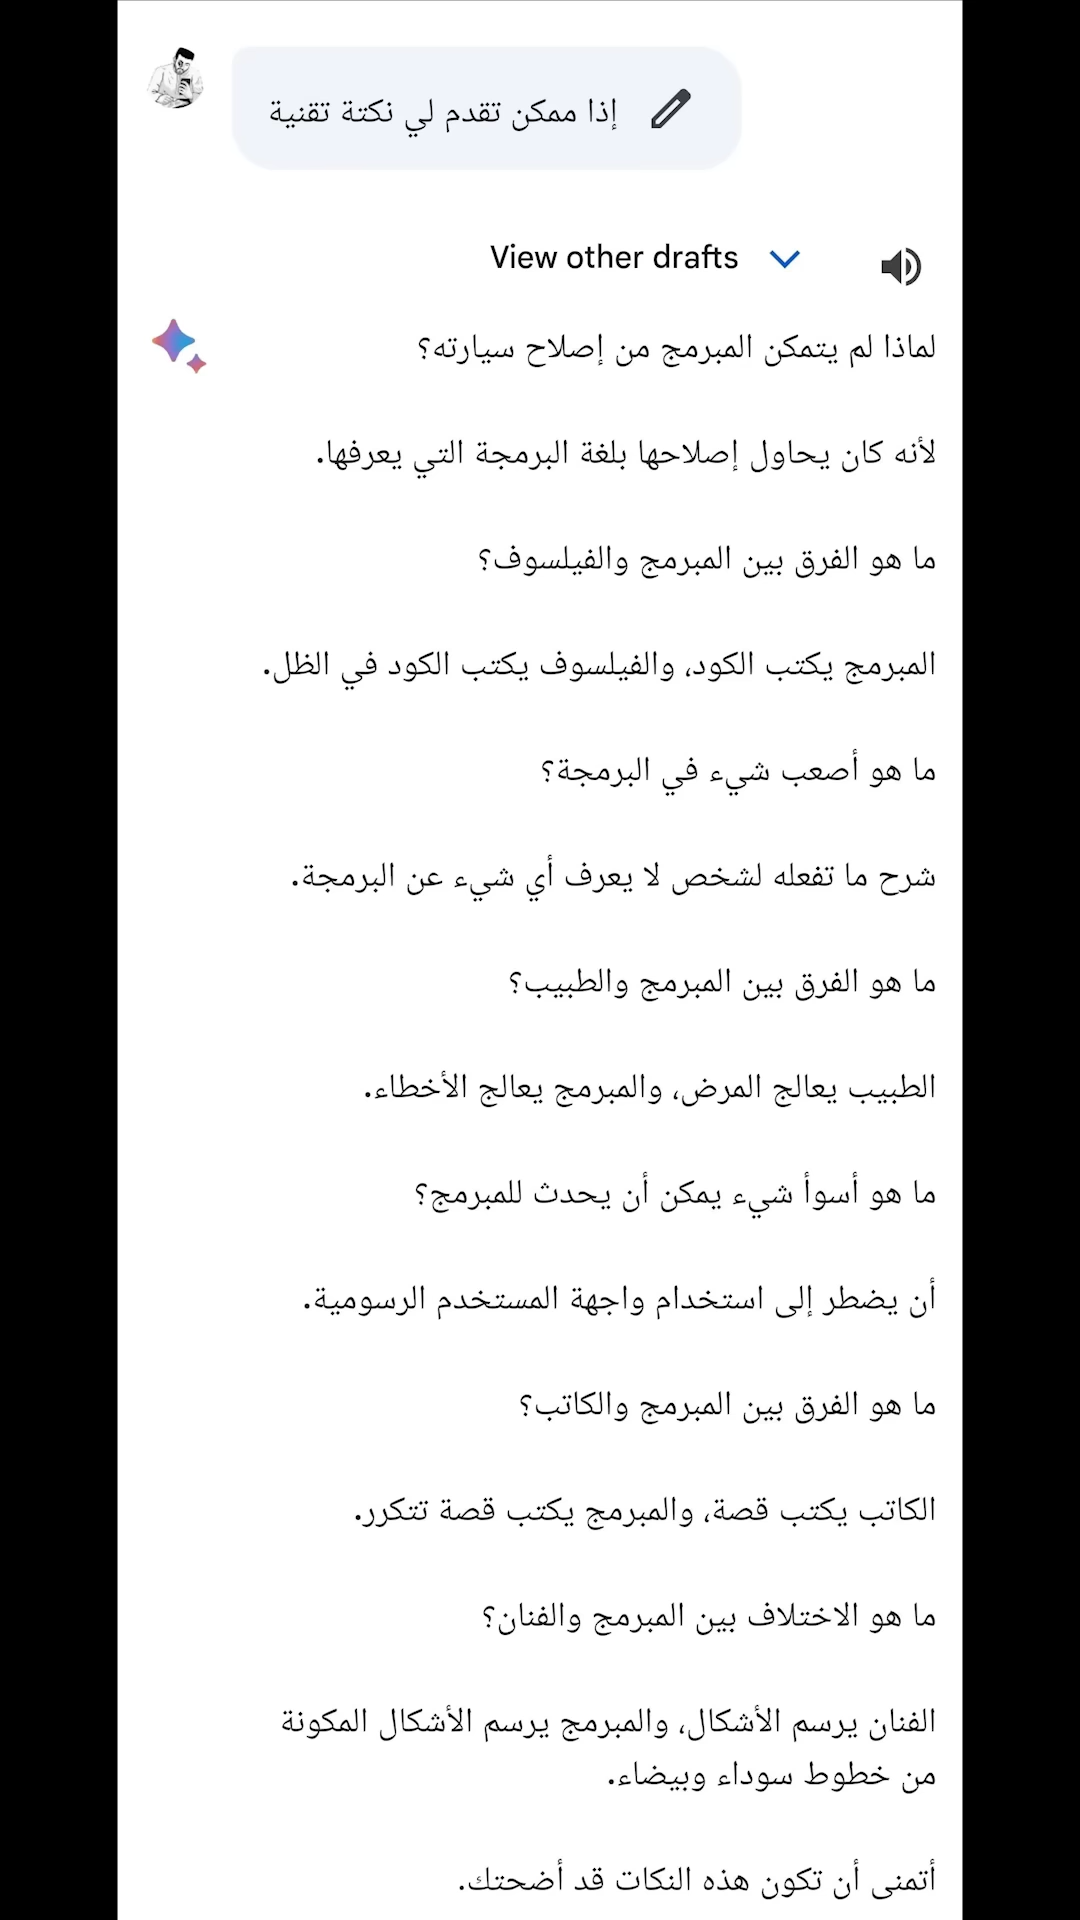 إذا ممكن تقدم لي نكتة تقنية
View other drafts
لماذا لم يتمكن المبرمج من إصلاح سيارته؟
لأنه كان يحاول إصلاحها بلغة البرمجة التي يعرفها.
ما هو الفرق بين المبرمج والفيلسوف؟
المبرمج يكتب الكود، والفيلسوف يكتب الكود في الظل.
ما هو أصعب شيء في البرمجة؟
شرح ما تفعله لشخص لا يعرف أي شيء عن البرمجة.
ما هو الفرق بين المبرمج والطبيب؟
الطبيب يعالج المرض، والمبرمج يعالج الأخطاء.
ما هو أسوأ شيء يمكن أن يحدث للمبرمج؟
أن يضطر إلى استخدام واجهة المستخدم الرسومية.
ما هو الفرق بين المبرمج والكاتب؟
الكاتب يكتب قصة، والمبرمج يكتب قصة تتكرر.
ما هو الاختلاف بين المبرمج والفنان؟
الفنان يرسم الأشكال، والمبرمج يرسم الأشكال المكونة
من خطوط سوداء وبيضاء.
أتمنى أن تكون هذه النكات قد أضحتك.